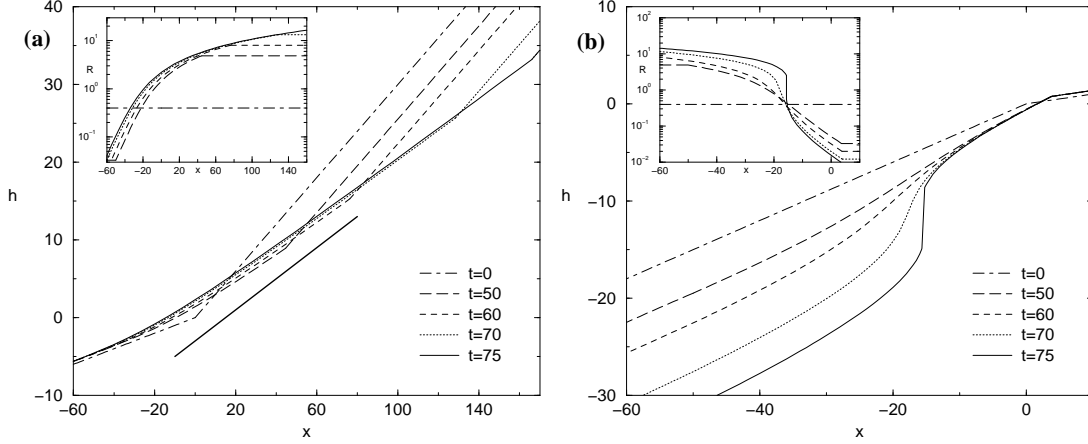 (a)
40
30
20
10
0
−10
h
−60 −20 20 60 100 140
x
10¹
10⁰
10⁻¹
R
−60 −20 20 x 60 100 140
t=0
t=50
t=60
t=70
t=75
(b)
10
0
−10
−20
−30
h
−60 −40 −20 0
x
10²
10¹
10⁰
10⁻¹
10⁻²
R
−60 −40 x −20 0
t=0
t=50
t=60
t=70
t=75